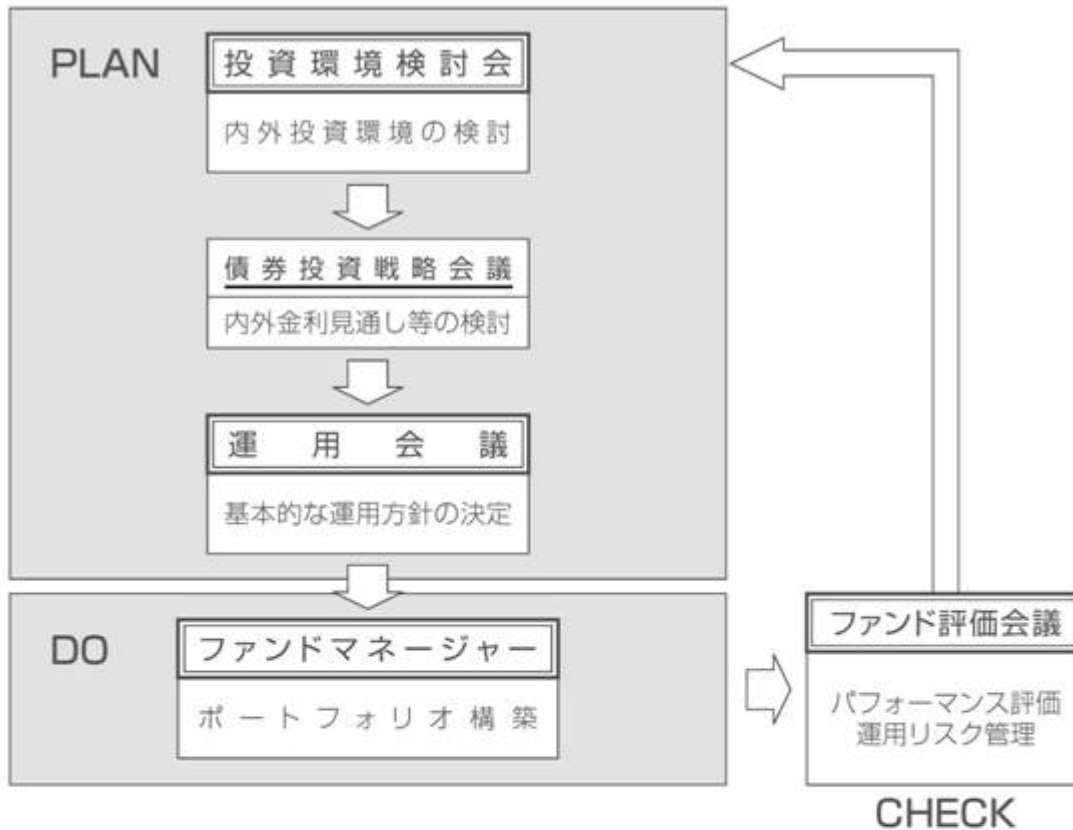 PLAN
投資環境検討会
内外投資環境の検討
債券投資戦略会議
内外金利見通し等の検討
運用会議
基本的な運用方針の決定
DO
ファンドマネージャー
ポートフォリオ構築
ファンド評価会議
パフォーマンス評価
運用リスク管理
CHECK